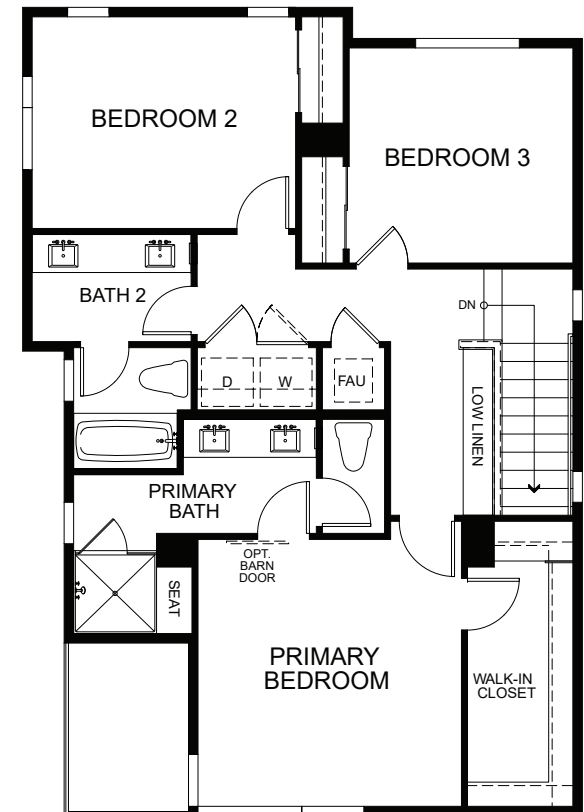 BEDROOM 2
BEDROOM 3
BATH 2
DN
D
W
FAU
LOW LINEN
PRIMARY
BATH
OPT.
BARN
DOOR
SEAT
PRIMARY
BEDROOM
WALK-IN
CLOSET